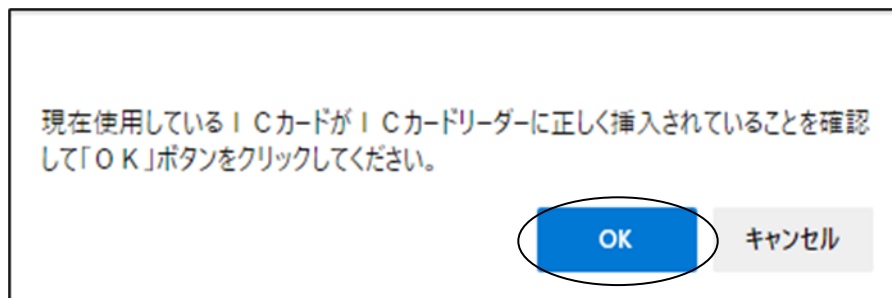 現在使用しているＩＣカードがＩＣカードリーダーに正しく挿入されていることを確認
して「ＯＫ」ボタンをクリックしてください。
OK キャンセル